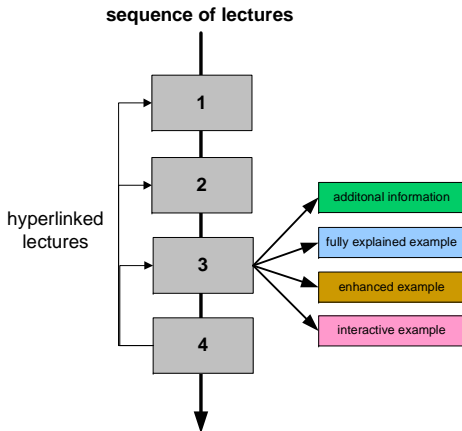 sequence of lectures
1
2
additonal information
hyperlinked
lectures
fully explained example
3
enhanced example
interactive example
4